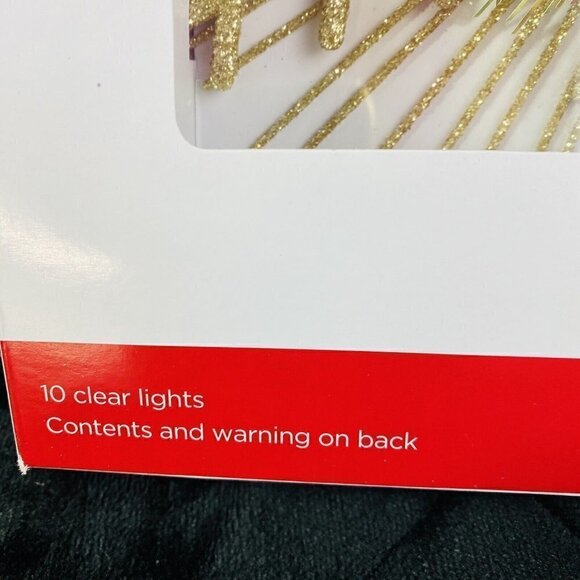 10 clear lights
Contents and warning on back